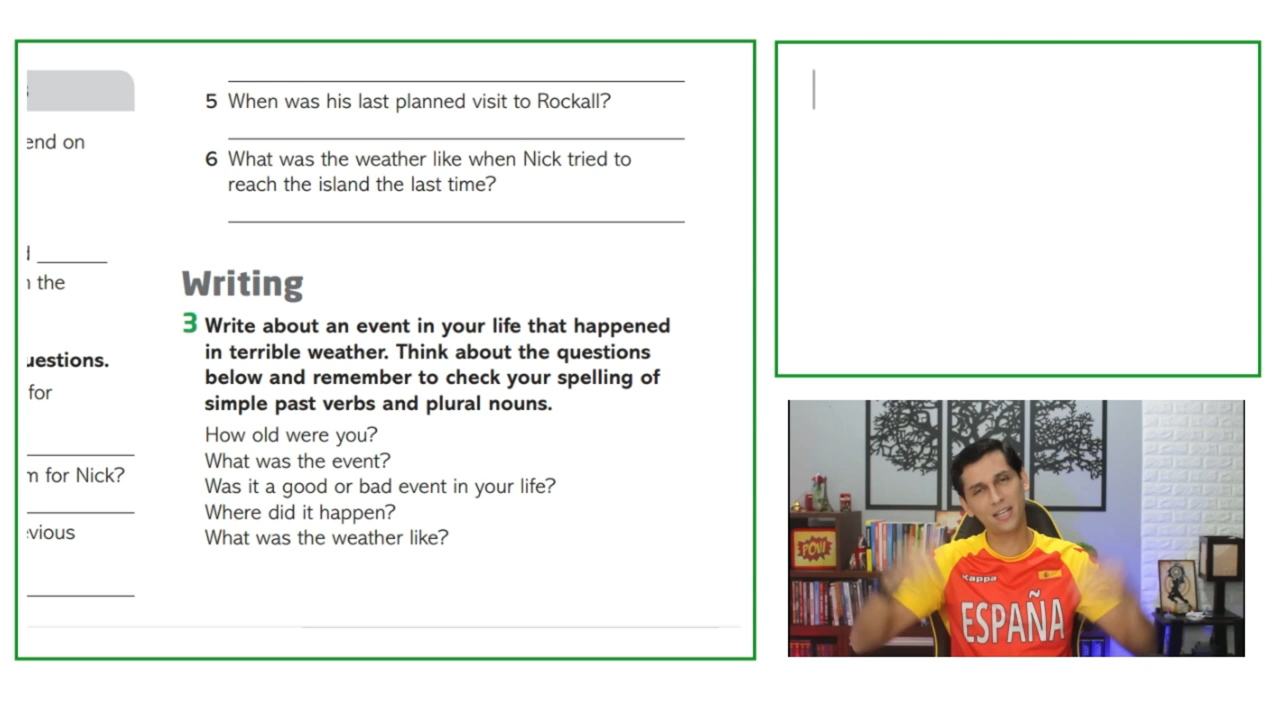 end on
d
n the
uestions.
for
m for Nick?
evious
5 When was his last planned visit to Rockall?
6 What was the weather like when Nick tried to
reach the island the last time?
Writing
3 Write about an event in your life that happened
in terrible weather. Think about the questions
below and remember to check your spelling of
simple past verbs and plural nouns.
How old were you?
What was the event?
Was it a good or bad event in your life?
Where did it happen?
What was the weather like?
POW!
Kappa
ESPAÑA